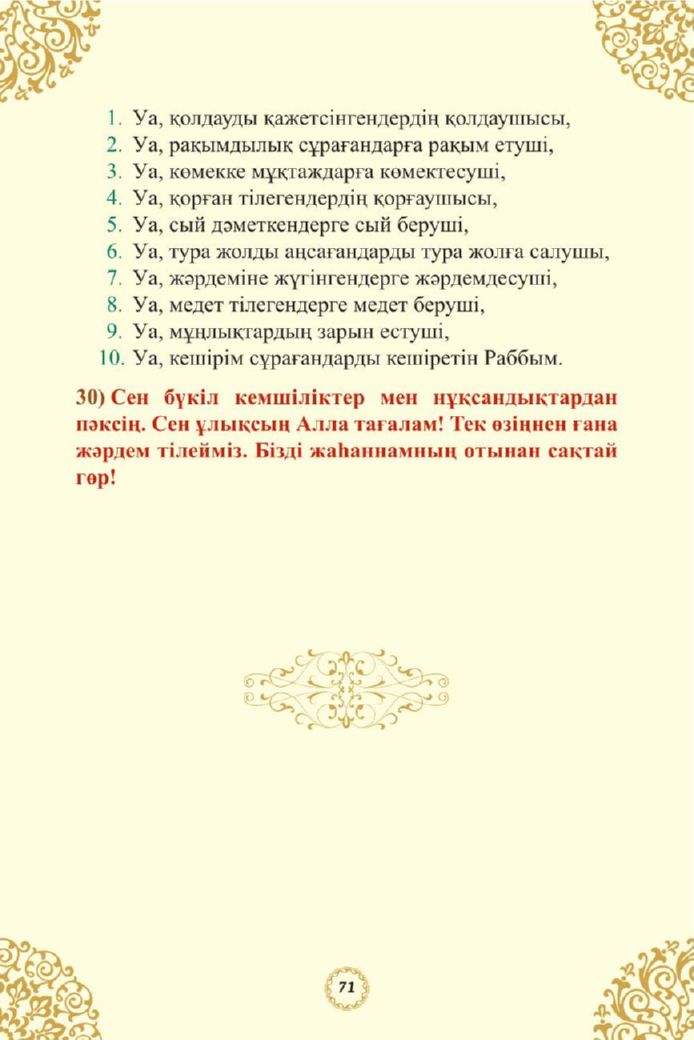 1. Уа, қолдауды қажетсінгендердің қолдаушысы,
2. Уа, рақымдылық сұрағандарға рақым етуші,
3. Уа, көмекке мұқтаждарға көмектесуші,
4. Уа, қорған тілегендердің қорғаушысы,
5. Уа, сый дәметкендерге сый беруші,
6. Уа, тура жолды аңсағандарды тура жолға салушы,
7. Уа, жәрдеміне жүгінгендерге жәрдемдесуші,
8. Уа, медет тілегендерге медет беруші,
9. Уа, мұңлықтардың зарын естуші,
10. Уа, кешірім сұрағандарды кешіретін Раббым.
30) Сен бүкіл кемшіліктер мен нұқсандықтардан
пәксің. Сен ұлықсың Алла тағалам! Тек өзіңнен ғана
жәрдем тілейміз. Бізді жаһаннамның отынан сақтай
гөр!
71